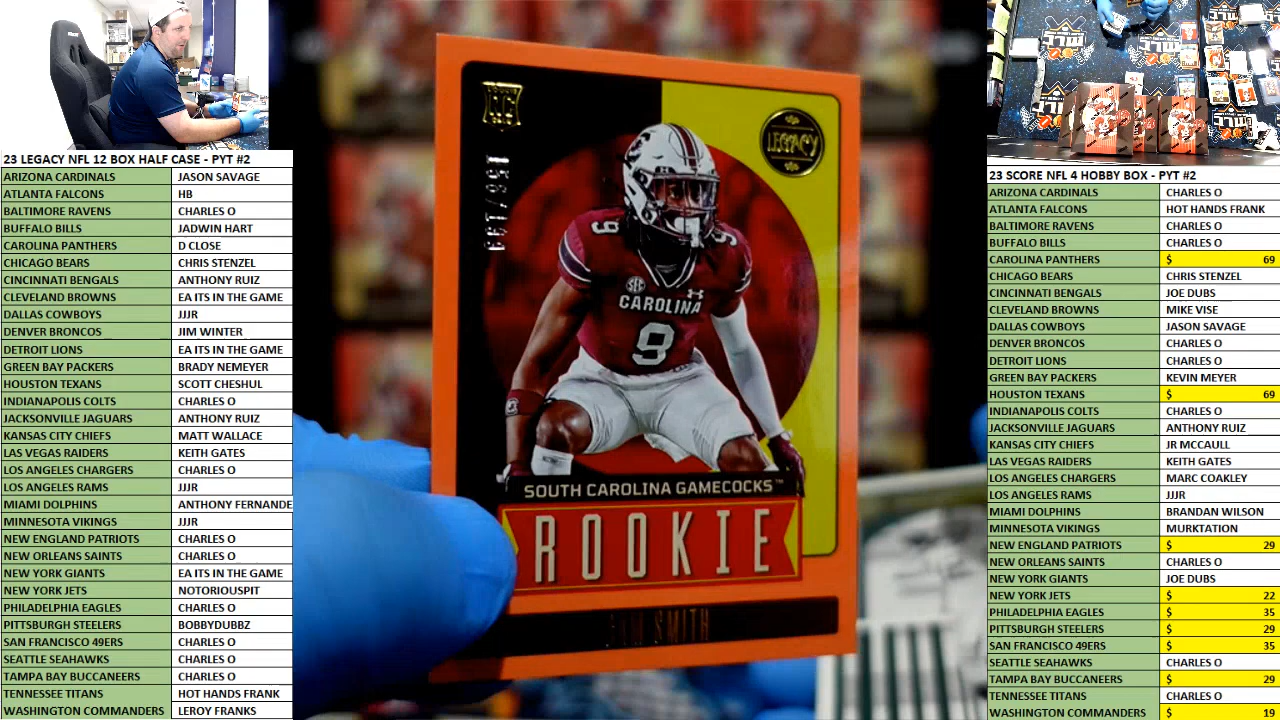 23 LEGACY NFL 12 BOX HALF CASE - PYT #2
ARIZONA CARDINALS JASON SAVAGE
ATLANTA FALCONS HB
BALTIMORE RAVENS CHARLES O
BUFFALO BILLS JADWIN HART
CAROLINA PANTHERS D CLOSE
CHICAGO BEARS CHRIS STENZEL
CINCINNATI BENGALS ANTHONY RUIZ
CLEVELAND BROWNS EA ITS IN THE GAME
DALLAS COWBOYS JJJR
DENVER BRONCOS JIM WINTER
DETROIT LIONS EA ITS IN THE GAME
GREEN BAY PACKERS BRADY NEMEYER
HOUSTON TEXANS SCOTT CHESHUL
INDIANAPOLIS COLTS CHARLES O
JACKSONVILLE JAGUARS ANTHONY RUIZ
KANSAS CITY CHIEFS MATT WALLACE
LAS VEGAS RAIDERS KEITH GATES
LOS ANGELES CHARGERS CHARLES O
LOS ANGELES RAMS JJJR
MIAMI DOLPHINS ANTHONY FERNANDE
MINNESOTA VIKINGS JJJR
NEW ENGLAND PATRIOTS CHARLES O
NEW ORLEANS SAINTS CHARLES O
NEW YORK GIANTS EA ITS IN THE GAME
NEW YORK JETS NOTORIOUSPIT
PHILADELPHIA EAGLES CHARLES O
PITTSBURGH STEELERS BOBBYDUBBZ
SAN FRANCISCO 49ERS CHARLES O
SEATTLE SEAHAWKS CHARLES O
TAMPA BAY BUCCANEERS CHARLES O
TENNESSEE TITANS HOT HANDS FRANK
WASHINGTON COMMANDERS LEROY FRANKS
LEGACY
9 9
SEC
CAROLINA
9
SOUTH CAROLINA GAMECOCKS™
ROOKIE
SMITH
23 SCORE NFL 4 HOBBY BOX - PYT #2
ARIZONA CARDINALS CHARLES O
ATLANTA FALCONS HOT HANDS FRANK
BALTIMORE RAVENS CHARLES O
BUFFALO BILLS CHARLES O
CAROLINA PANTHERS $ 69
CHICAGO BEARS CHRIS STENZEL
CINCINNATI BENGALS JOE DUBS
CLEVELAND BROWNS MIKE VISE
DALLAS COWBOYS JASON SAVAGE
DENVER BRONCOS CHARLES O
DETROIT LIONS CHARLES O
GREEN BAY PACKERS KEVIN MEYER
HOUSTON TEXANS $ 69
INDIANAPOLIS COLTS CHARLES O
JACKSONVILLE JAGUARS ANTHONY RUIZ
KANSAS CITY CHIEFS JR MCCAULL
LAS VEGAS RAIDERS KEITH GATES
LOS ANGELES CHARGERS MARC COAKLEY
LOS ANGELES RAMS JJJR
MIAMI DOLPHINS BRANDAN WILSON
MINNESOTA VIKINGS MURKTATION
NEW ENGLAND PATRIOTS $ 29
NEW ORLEANS SAINTS CHARLES O
NEW YORK GIANTS JOE DUBS
NEW YORK JETS $ 22
PHILADELPHIA EAGLES $ 35
PITTSBURGH STEELERS $ 29
SAN FRANCISCO 49ERS $ 35
SEATTLE SEAHAWKS CHARLES O
TAMPA BAY BUCCANEERS $ 29
TENNESSEE TITANS CHARLES O
WASHINGTON COMMANDERS $ 19